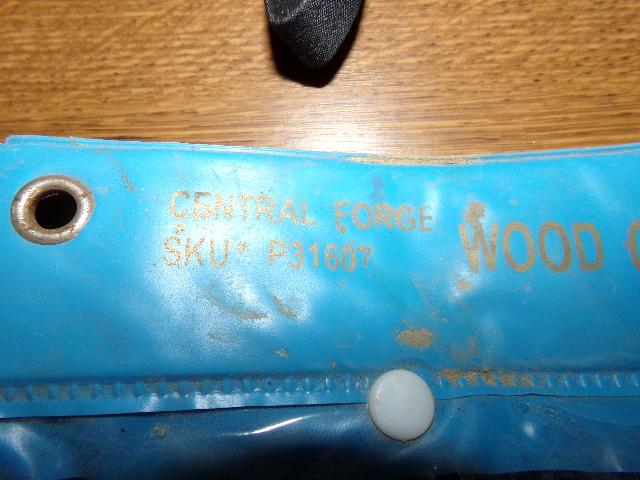 CENTRAL FORGE
SKU# P31607
WOOD